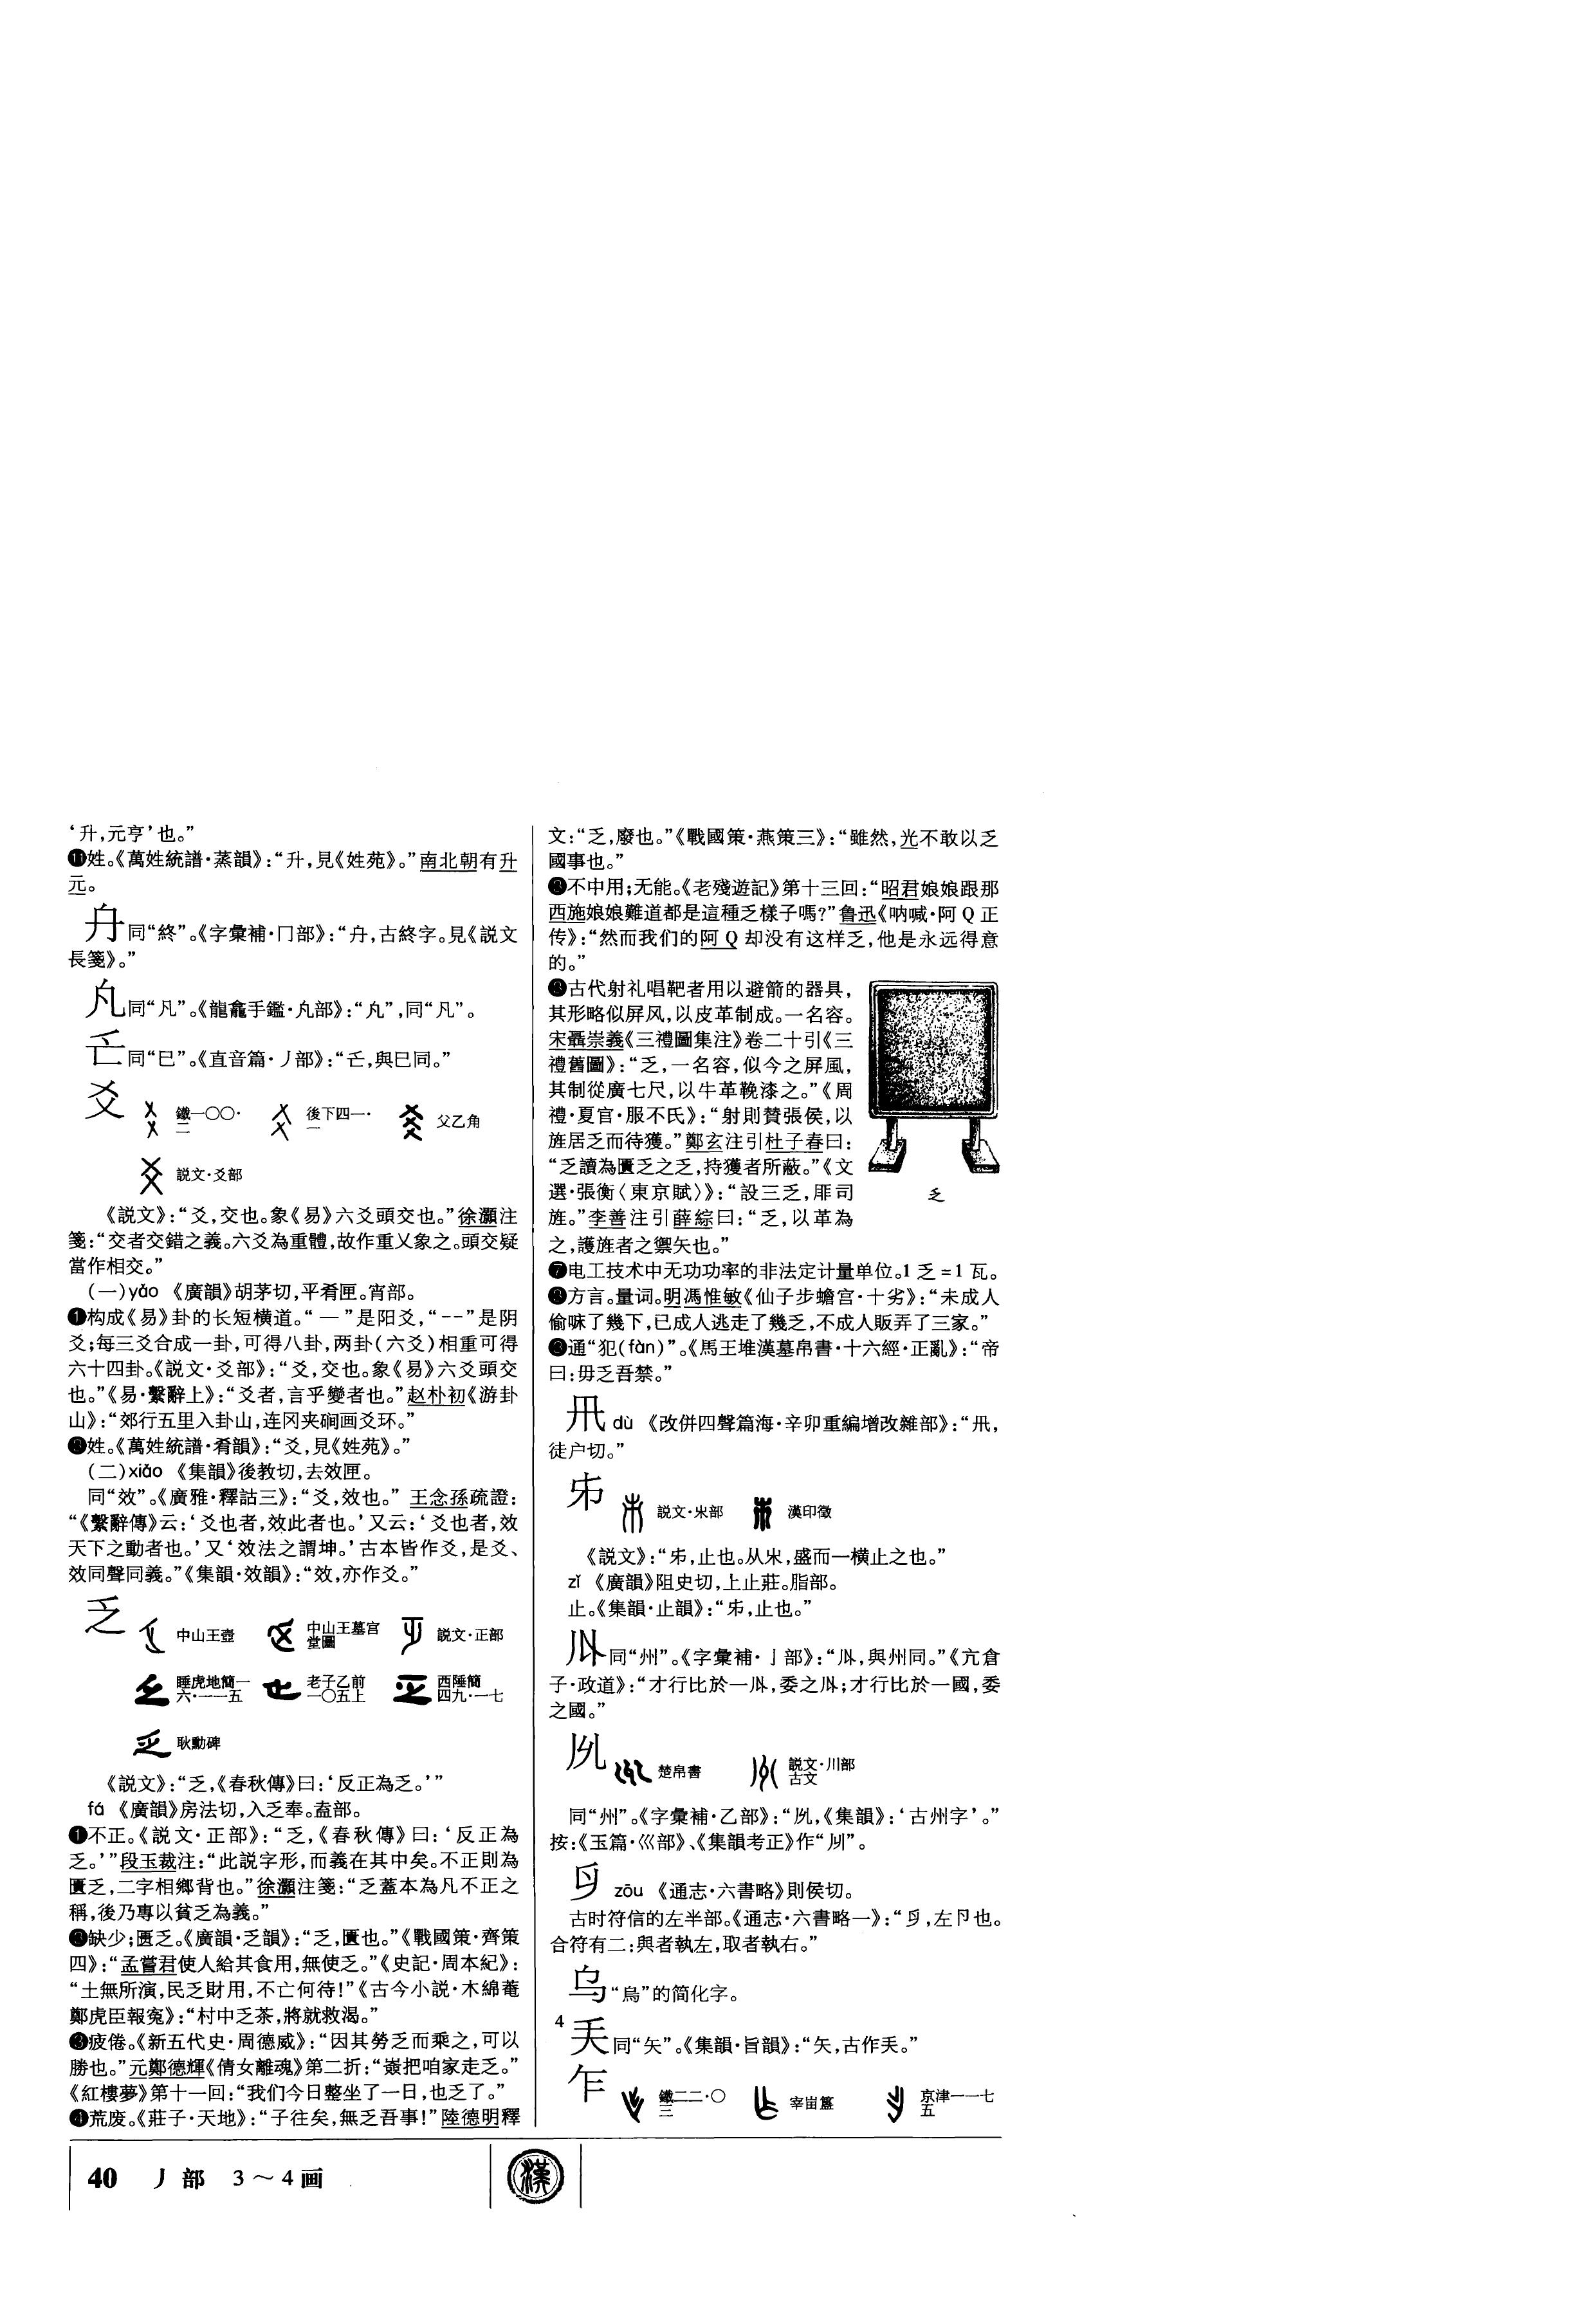 ‘升，元亨’也。”
⓫姓。《萬姓統譜·蒸韻》：“升，見《姓苑》。”南北朝有升
元。
同“終”。《字彙補·冂部》：“，古終字。見《説文
長箋》。”
凡同“凡”。《龍龕手鑑·凡部》：“”，同“凡”。
同“巳”。《直音篇·丿部》：“，與巳同。”
爻 鐵一〇〇·二 後下四一·一 父乙角
説文·爻部
《説文》：“爻，交也。象《易》六爻頭交也。”徐灝注
箋：“交者交錯之義。六爻為重體，故作重乂象之。頭交疑
當作相交。”
（一）yáo 《廣韻》胡茅切，平肴匣。宵部。
❶构成《易》卦的长短横道。“—”是阳爻，“--”是阴
爻；每三爻合成一卦，可得八卦，两卦（六爻）相重可得
六十四卦。《説文·爻部》：“爻，交也。象《易》六爻頭交
也。”《易·繫辭上》：“爻者，言乎變者也。”赵朴初《游卦
山》：“郊行五里入卦山，连冈夹磵画爻环。”
❷姓。《萬姓統譜·肴韻》：“爻，見《姓苑》。”
（二）xiào 《集韻》後教切，去效匣。
同“效”。《廣雅·釋詁三》：“爻，效也。”王念孫疏證：
“《繫辭傳》云：‘爻也者，效此者也。’又云：‘爻也者，效
天下之動者也。’又‘效法之謂坤。’古本皆作爻，是爻、
效同聲同義。”《集韻·效韻》：“效，亦作爻。”
乏 中山王壺 中山王墓宫堂圖 説文·正部
睡虎地簡一六·一一五 老子乙前一〇五上 西陲簡四九·一七
耿勳碑
《説文》：“乏，《春秋傳》曰：‘反正為乏。’”
fá 《廣韻》房法切，入乏奉。盍部。
❶不正。《説文·正部》：“乏，《春秋傳》曰：‘反正為
乏。’”段玉裁注：“此説字形，而義在其中矣。不正則為
匱乏，二字相鄉背也。”徐灝注箋：“乏蓋本為凡不正之
稱，後乃專以貧乏為義。”
❷缺少；匮乏。《廣韻·乏韻》：“乏，匱也。”《戰國策·齊策
四》：“孟嘗君使人給其食用，無使乏。”《史記·周本紀》：
“土無所演，民乏財用，不亡何待！”《古今小説·木綿菴
鄭虎臣報寃》：“村中乏茶，將就救渴。”
❸疲倦。《新五代史·周德威》：“因其勞乏而乘之，可以
勝也。”元鄭德輝《倩女離魂》第二折：“嶔把咱家走乏。”
《紅樓夢》第十一回：“我们今日整坐了一日，也乏了。”
❹荒废。《莊子·天地》：“子往矣，無乏吾事！”陸德明釋
文：“乏，廢也。”《戰國策·燕策三》：“雖然，光不敢以乏
國事也。”
❺不中用；无能。《老殘遊記》第十三回：“昭君娘娘跟那
西施娘娘難道都是這種乏樣子嗎？”鲁迅《呐喊·阿Q正
传》：“然而我们的阿Q却没有这样乏，他是永远得意
的。”
❻古代射礼唱靶者用以避箭的器具，
其形略似屏风，以皮革制成。一名容。
宋聶崇義《三禮圖集注》卷二十引《三
禮舊圖》：“乏，一名容，似今之屏風，
其制從廣七尺，以牛革鞔漆之。”《周
禮·夏官·服不氏》：“射則贊張侯，以
旌居乏而待獲。”鄭玄注引杜子春曰：
“乏讀為匱乏之乏，持獲者所蔽。”《文
選·張衡〈東京賦〉》：“設三乏，厞司
旌。”李善注引薛綜曰：“乏，以革為
之，護旌者之禦矢也。”
乏
❼电工技术中无功功率的非法定计量单位。1乏=1瓦。
❽方言。量词。明馮惟敏《仙子步蟾宫·十劣》：“未成人
偷㖼了幾下，已成人逃走了幾乏，不成人販弄了三家。”
❾通“犯（fàn）”。《馬王堆漢墓帛書·十六經·正亂》：“帝
曰：毋乏吾禁。”
dù 《改併四聲篇海·辛卯重編增改雜部》：“，
徒户切。”
𠂔 説文·𣎵部 漢印徵
《説文》：“𠂔，止也。从𣎵，盛而一横止之也。”
zǐ 《廣韻》阻史切，上止莊。脂部。
止。《集韻·止韻》：“𠂔，止也。”
同“州”。《字彙補·亅部》：“，與州同。”《亢倉
子·政道》：“才行比於一，委之；才行比於一國，委
之國。”
楚帛書 説文·川部古文
同“州”。《字彙補·乙部》：“，《集韻》：‘古州字’。”
按：《玉篇·巛部》、《集韻考正》作“”。
zōu 《通志·六書略》則侯切。
古时符信的左半部。《通志·六書略一》：“，左卪也。
合符有二：與者執左，取者執右。”
乌 “烏”的简化字。
4
同“矢”。《集韻·旨韻》：“矢，古作。”
乍 鐵二二·〇三 宰甶簋 京津一一七五
40 丿部 3～4画
漢